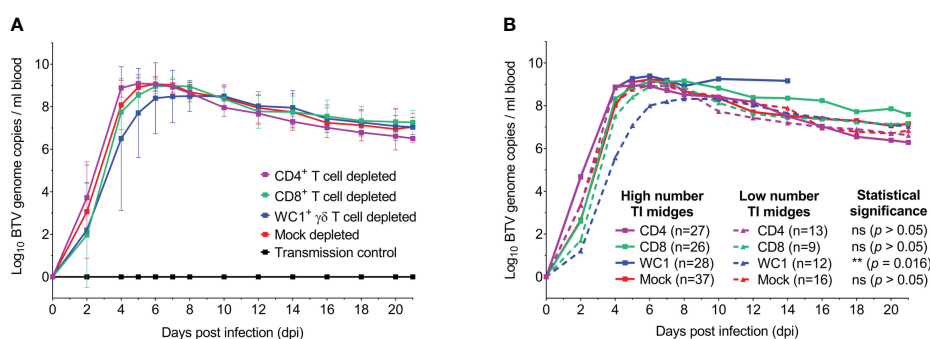 A
Log10 BTV genome copies / ml blood
10
8
6
4
2
0
CD4+ T cell depleted
CD8+ T cell depleted
WC1+ γδ T cell depleted
Mock depleted
Transmission control
0 2 4 6 8 10 12 14 16 18 20
Days post infection (dpi)
B
Log10 BTV genome copies / ml blood
10
8
6
4
2
0
High number TI midges
CD4 (n=27)
CD8 (n=26)
WC1 (n=28)
Mock (n=37)
Low number TI midges
CD4 (n=13)
CD8 (n=9)
WC1 (n=12)
Mock (n=16)
Statistical significance
ns (p > 0.05)
ns (p > 0.05)
** (p = 0.016)
ns (p > 0.05)
0 2 4 6 8 10 12 14 16 18 20
Days post infection (dpi)